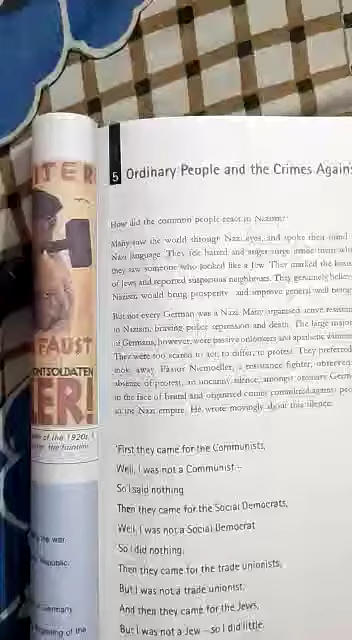 ITER
FAUST
ONTSOLDATEN
ER!
of the 1920s.
the war
Republic.
Germany
beginning of the
5 Ordinary People and the Crimes Agains
How did the common people react to Nazism?
Many saw the world through Nazi eyes, and spoke their mind
Nazi language. They felt hatred and anger surge inside them wh
they saw someone who looked like a Jew. They marked the hous
of Jews and reported suspicious neighbours. They genuinely believ
Nazism would bring prosperity and improve general well-being
But not every German was a Nazi. Many organised active resistan
to Nazism, braving police repression and death. The large major
of Germans, however, were passive onlookers and apathetic witness
They were too scared to act, to differ, to protest. They preferred
look away. Pastor Niemoeller, a resistance fighter, observed
absence of protest, an uncanny silence, amongst ordinary Germ
in the face of brutal and organised crimes committed against peo
in the Nazi empire. He wrote movingly about this silence:
'First they came for the Communists,
Well, I was not a Communist –
So I said nothing
Then they came for the Social Democrats,
Well, I was not a Social Democrat
So I did nothing,
Then they came for the trade unionists,
But I was not a trade unionist.
And then they came for the Jews,
But I was not a Jew – so I did little.